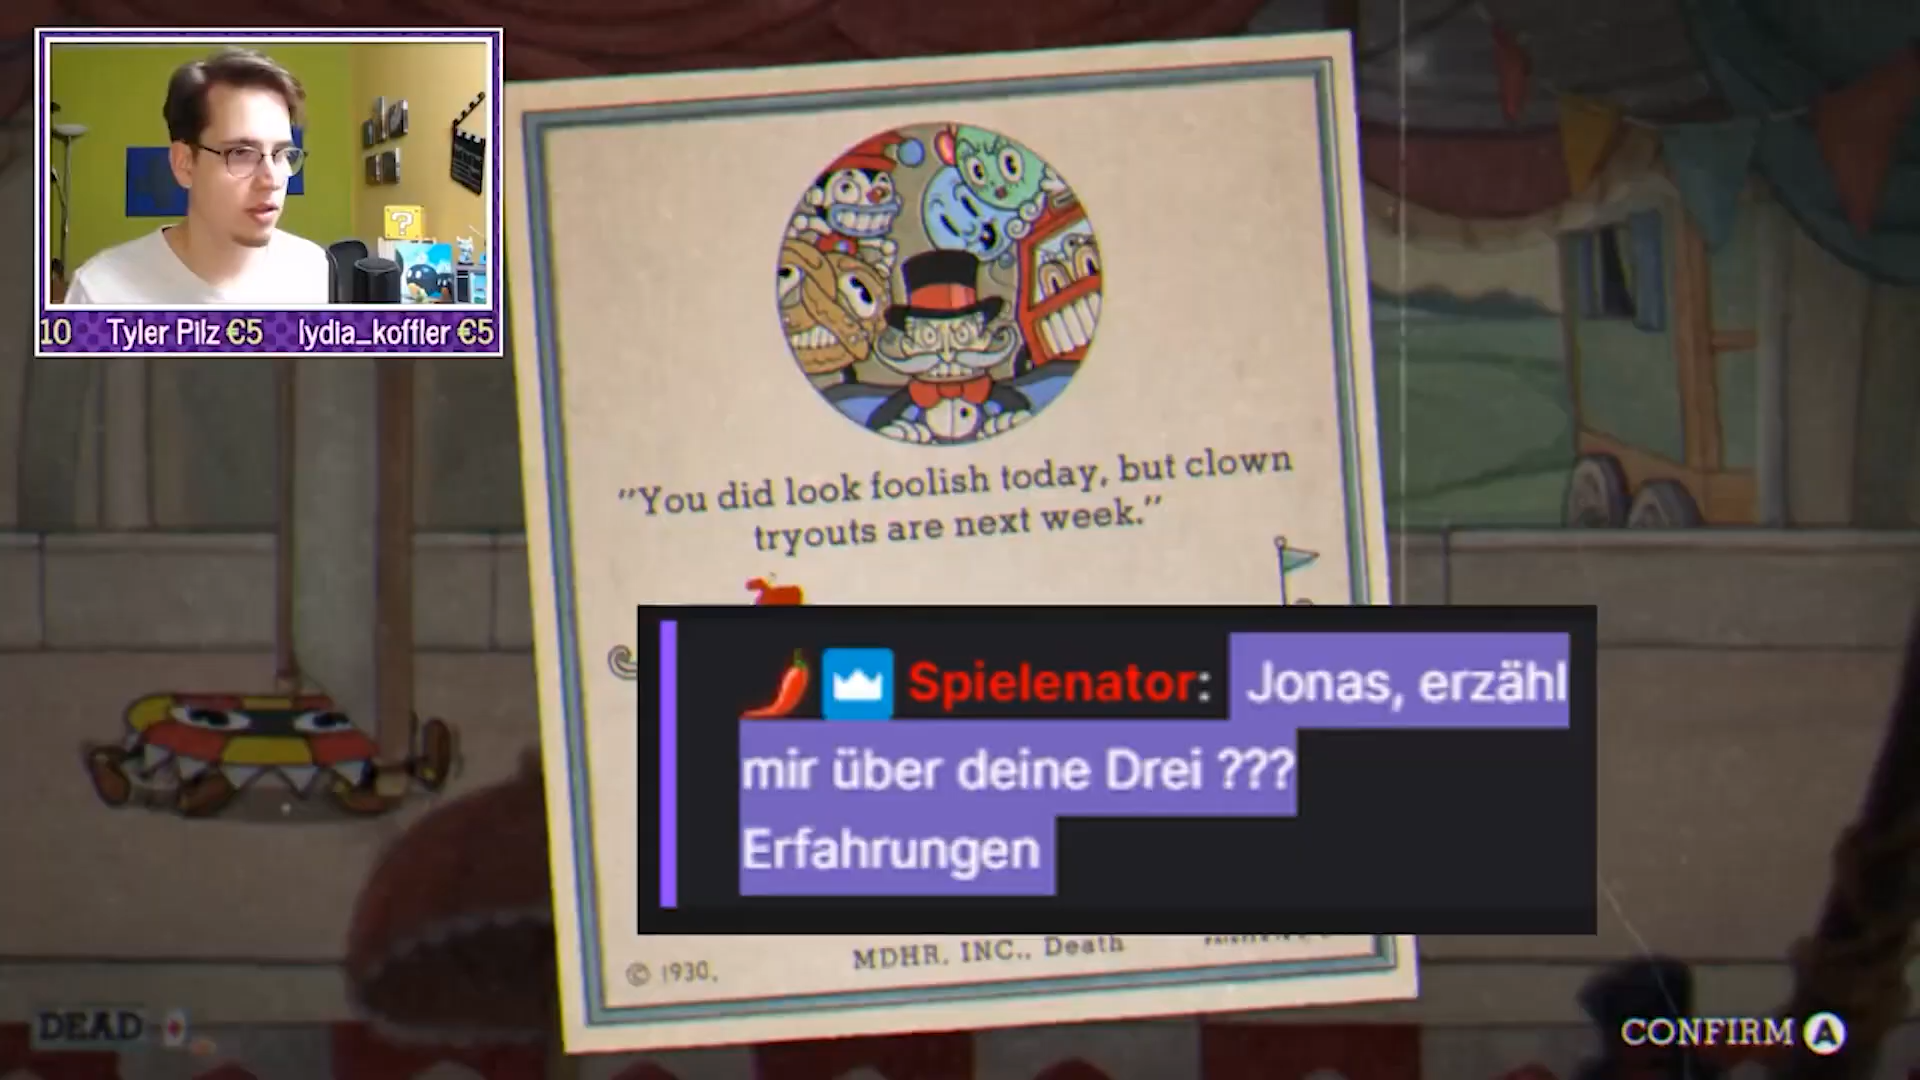 10 Tyler Pilz €5 lydia_koffler €5
"You did look foolish today, but clown
tryouts are next week."
Spielenator: Jonas, erzähl
mir über deine Drei ???
Erfahrungen
© 1930, MDHR. INC., Death
DEAD
CONFIRM A